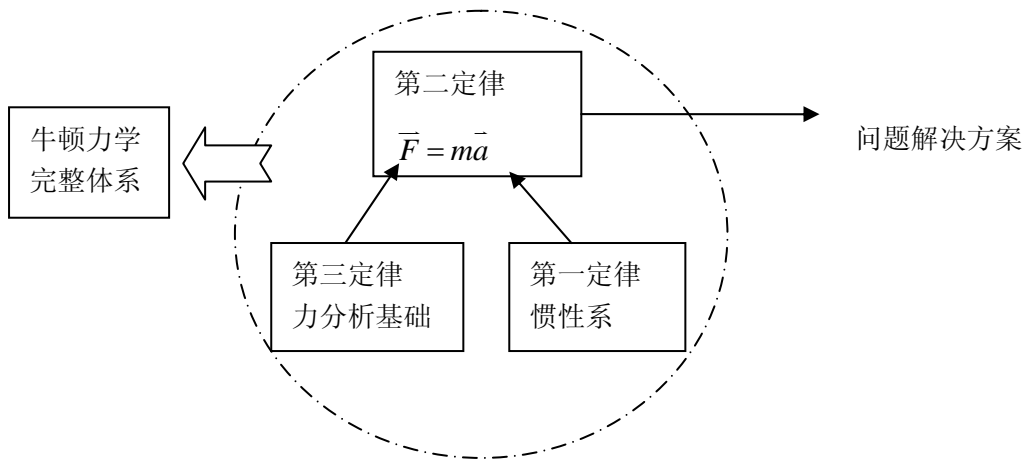 第二定律
F = ma
牛顿力学
完整体系
问题解决方案
第三定律
力分析基础
第一定律
惯性系